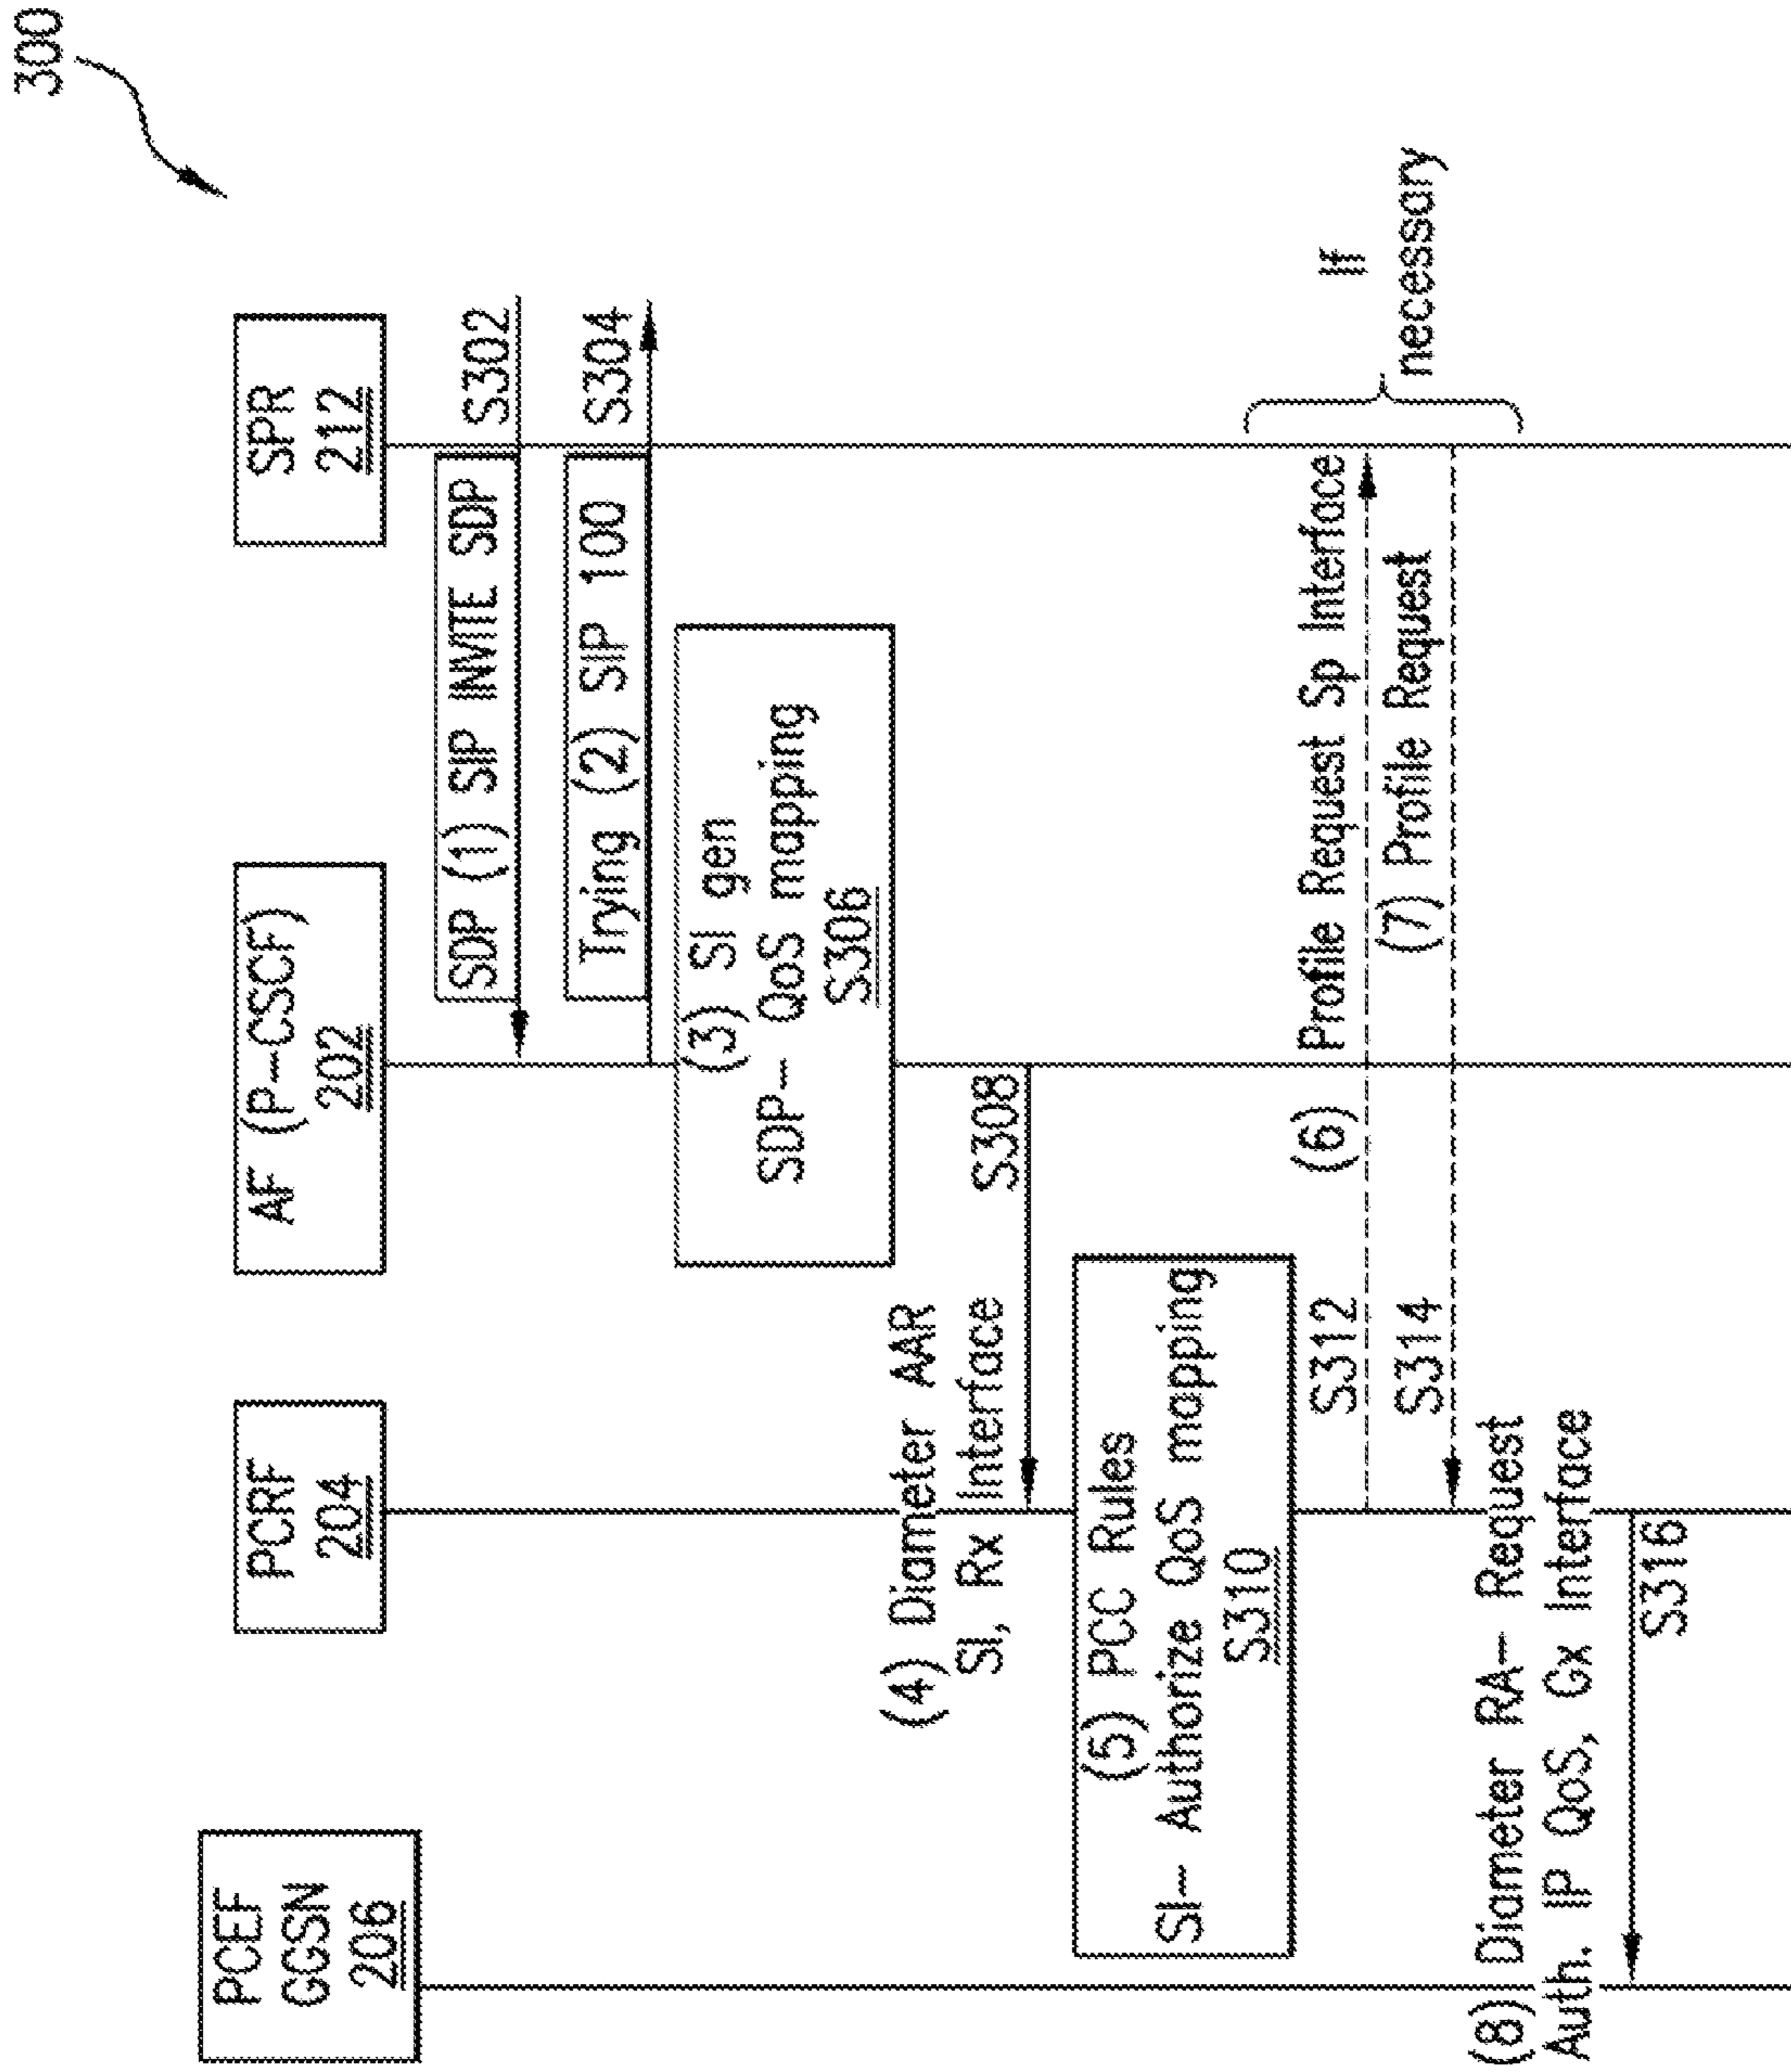 300
PCEF
GGSN
206
PCRF
204
AF (P-CSCF)
202
SPR
212
SDP (1) SIP INVITE SDP
S302
Trying (2) SIP 100
S304
(3) SI gen
SDP- QoS mapping
S306
(4) Diameter AAR
SI, Rx Interface
S308
(5) PCC Rules
SI- Authorize QoS mapping
S310
S312
(6) Profile Request Sp Interface
S314
(7) Profile Request
If
necessary
(8) Diameter RA- Request
Auth. IP QoS, Gx Interface
S316